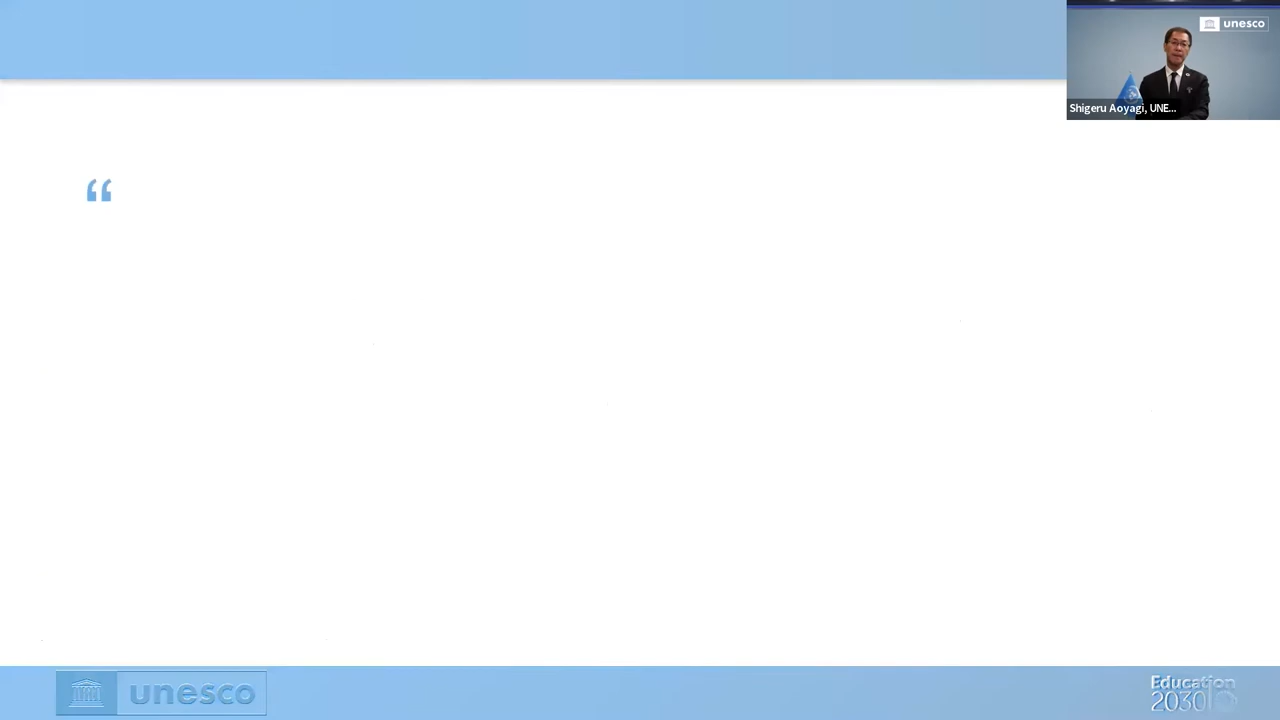 unesco
Shigeru Aoyagi, UNE...
“
unesco
Education
2030